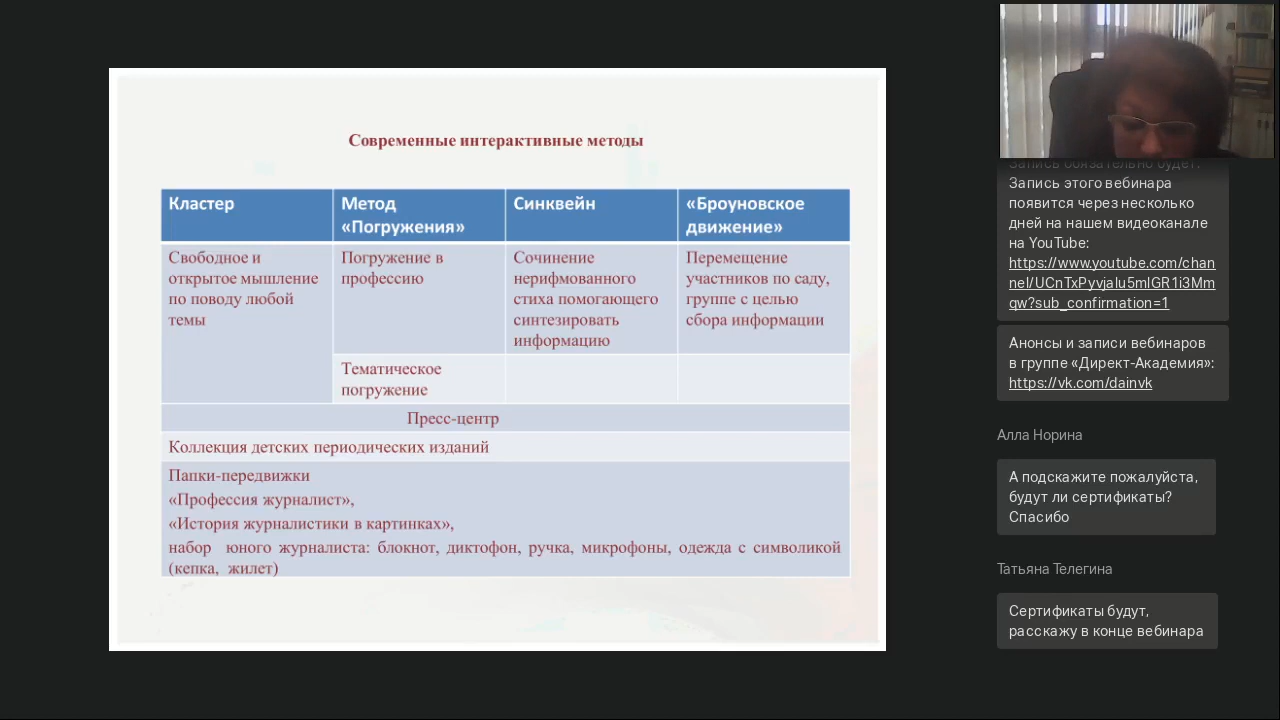 Современные интерактивные методы
Кластер
Метод
«Погружения»
Синквейн
«Броуновское
движение»
Свободное и
открытое мышление
по поводу любой
темы
Погружение в
профессию
Сочинение
нерифмованного
стиха помогающего
синтезировать
информацию
Перемещение
участников по саду,
группе с целью
сбора информации
Тематическое
погружение
Пресс-центр
Коллекция детских периодических изданий
Папки-передвижки
«Профессия журналист»,
«История журналистики в картинках»,
набор юного журналиста: блокнот, диктофон, ручка, микрофоны, одежда с символикой
(кепка, жилет)
Запись обязательно будет.
Запись этого вебинара
появится через несколько
дней на нашем видеоканале
на YouTube:
https://www.youtube.com/chan
nel/UCnTxPyvjalu5mlGR1i3Mm
qw?sub_confirmation=1
Анонсы и записи вебинаров
в группе «Директ-Академия»:
https://vk.com/dainvk
Алла Норина
А подскажите пожалуйста,
будут ли сертификаты?
Спасибо
Татьяна Телегина
Сертификаты будут,
расскажу в конце вебинара